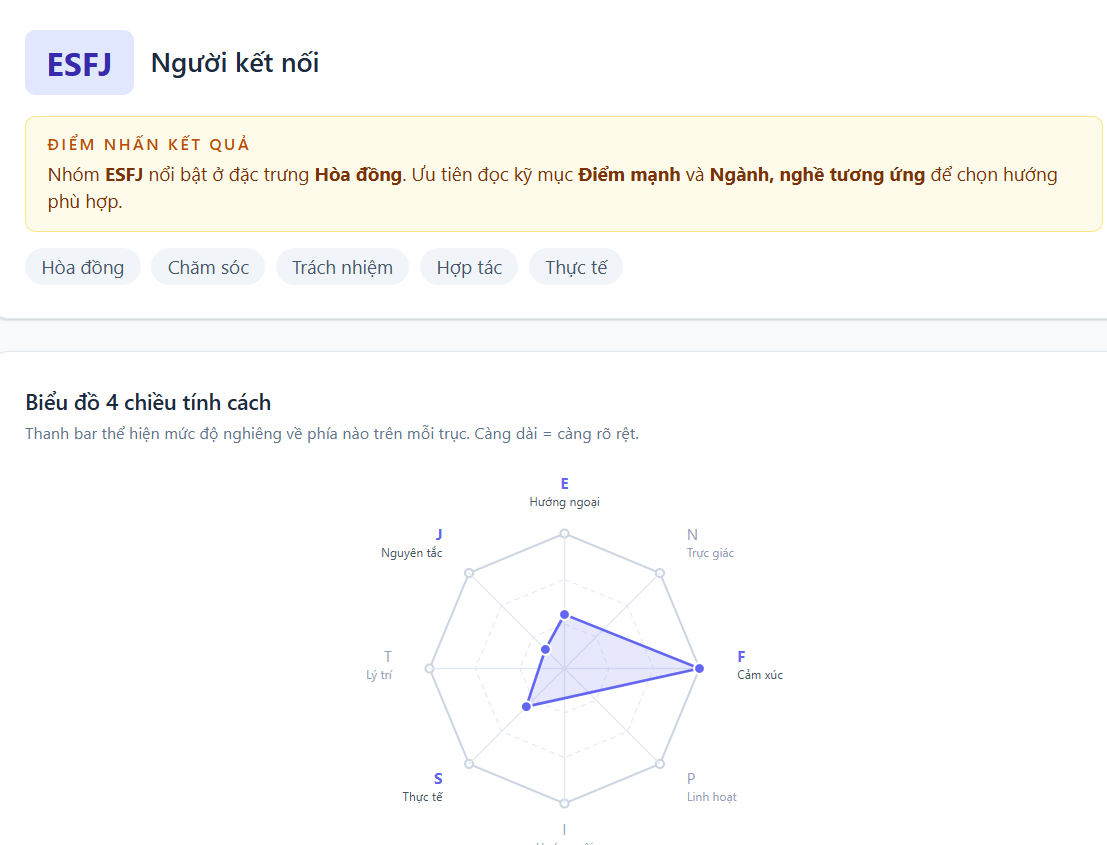 ESFJ Người kết nối
ĐIỂM NHẤN KẾT QUẢ
Nhóm ESFJ nổi bật ở đặc trưng Hòa đồng. Ưu tiên đọc kỹ mục Điểm mạnh và Ngành, nghề tương ứng để chọn hướng
phù hợp.
Hòa đồng Chăm sóc Trách nhiệm Hợp tác Thực tế
Biểu đồ 4 chiều tính cách
Thanh bar thể hiện mức độ nghiêng về phía nào trên mỗi trục. Càng dài = càng rõ rệt.
E
Hướng ngoại
J N
Nguyên tắc Trực giác
T F
Lý trí Cảm xúc
S P
Thực tế Linh hoạt
I